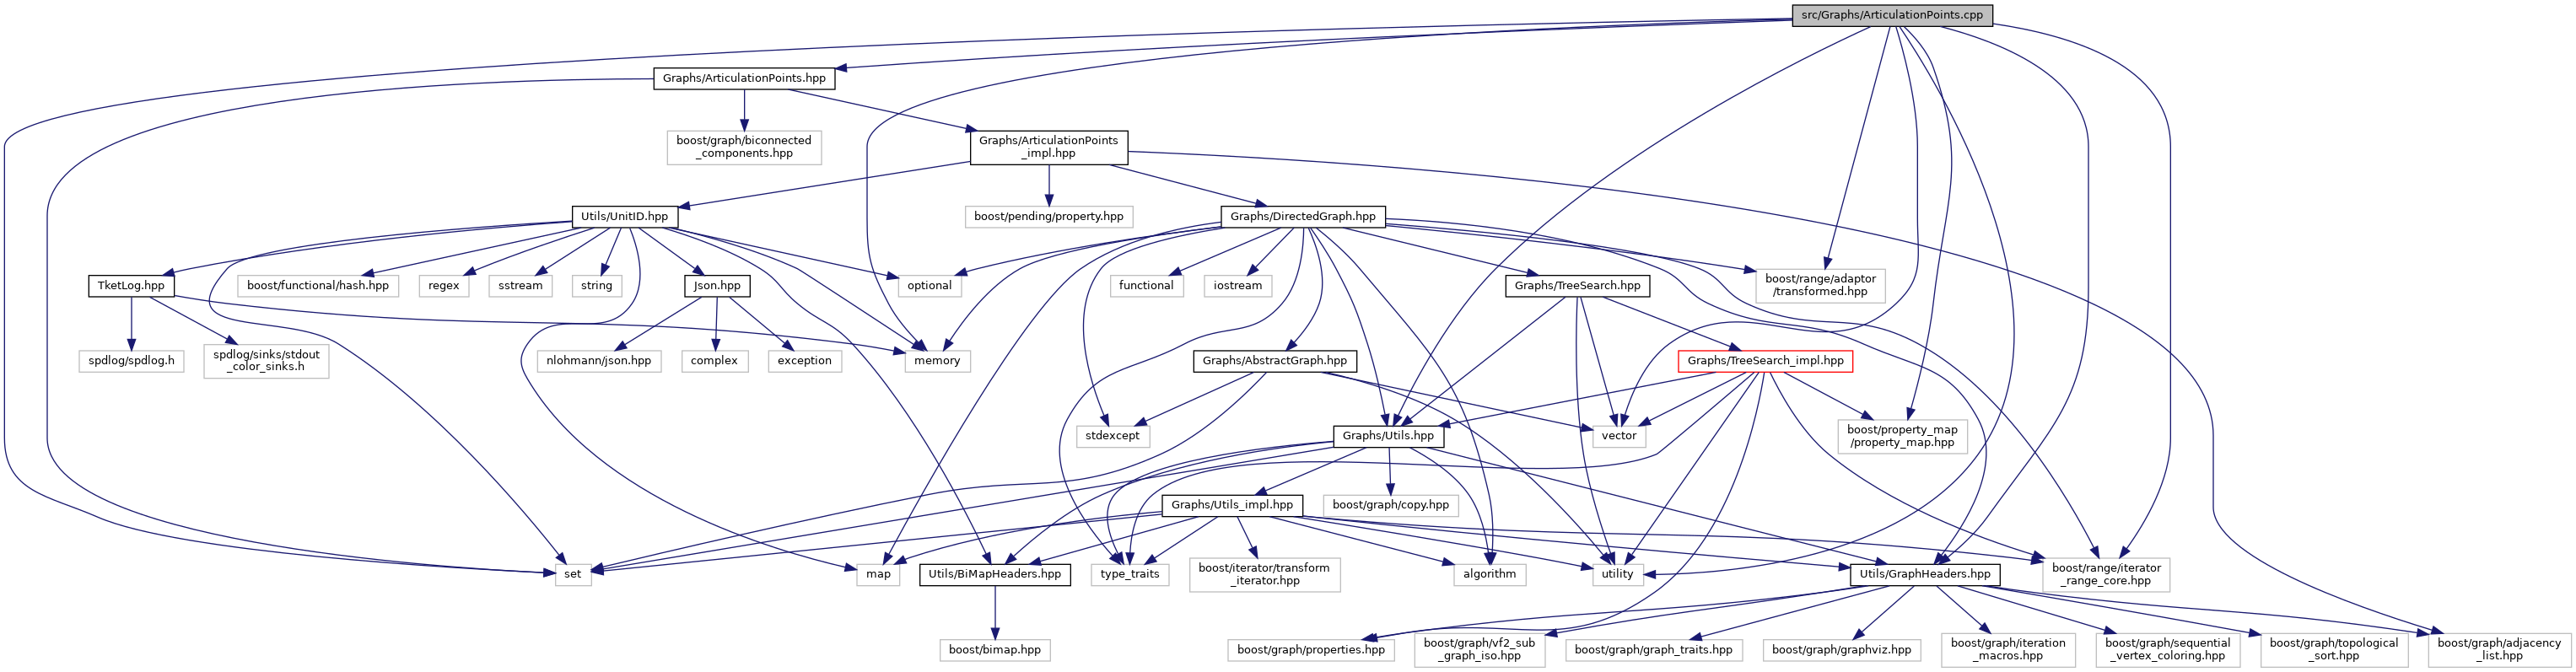 src/Graphs/ArticulationPoints.cpp
Graphs/ArticulationPoints.hpp
boost/graph/biconnected
_components.hpp
Graphs/ArticulationPoints
_impl.hpp
Utils/UnitID.hpp
boost/pending/property.hpp
Graphs/DirectedGraph.hpp
TketLog.hpp
boost/functional/hash.hpp
regex
sstream
string
Json.hpp
optional
functional
iostream
Graphs/TreeSearch.hpp
boost/range/adaptor
/transformed.hpp
spdlog/spdlog.h
spdlog/sinks/stdout
_color_sinks.h
nlohmann/json.hpp
complex
exception
memory
Graphs/AbstractGraph.hpp
Graphs/TreeSearch_impl.hpp
stdexcept
Graphs/Utils.hpp
vector
boost/property_map
/property_map.hpp
Graphs/Utils_impl.hpp
boost/graph/copy.hpp
set
map
Utils/BiMapHeaders.hpp
type_traits
boost/iterator/transform
_iterator.hpp
algorithm
utility
Utils/GraphHeaders.hpp
boost/range/iterator
_range_core.hpp
boost/bimap.hpp
boost/graph/properties.hpp
boost/graph/vf2_sub
_graph_iso.hpp
boost/graph/graph_traits.hpp
boost/graph/graphviz.hpp
boost/graph/iteration
_macros.hpp
boost/graph/sequential
_vertex_coloring.hpp
boost/graph/topological
_sort.hpp
boost/graph/adjacency
_list.hpp